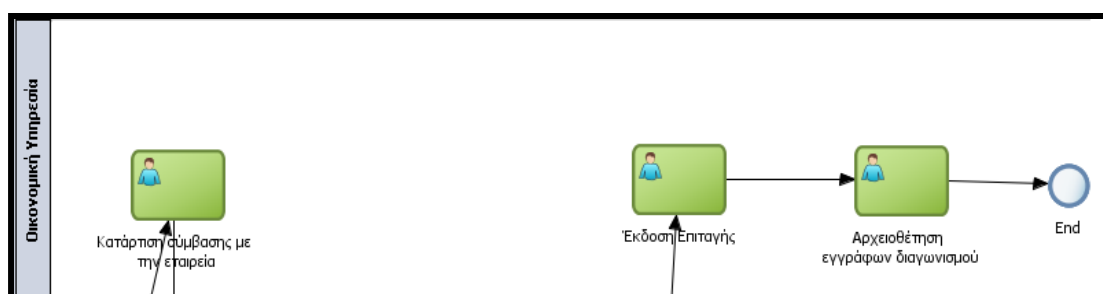 Οικονομική Υπηρεσία
Κατάρτιση σύμβασης με
την εταιρεία
Έκδοση Επιταγής
Αρχειοθέτηση
εγγράφων διαγωνισμού
End